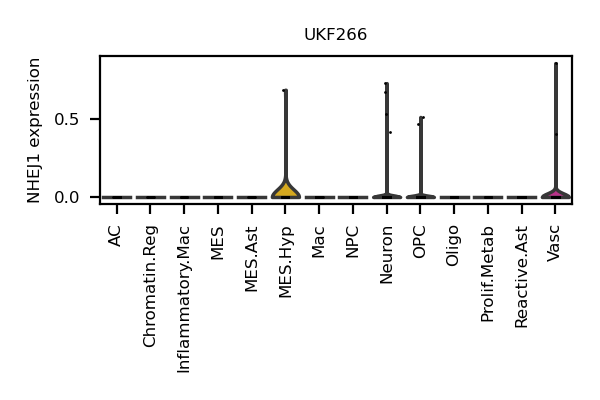 UKF266
NHEJ1 expression
0.5
0.0
AC
Chromatin.Reg
Inflammatory.Mac
MES
MES.Ast
MES.Hyp
Mac
NPC
Neuron
OPC
Oligo
Prolif.Metab
Reactive.Ast
Vasc